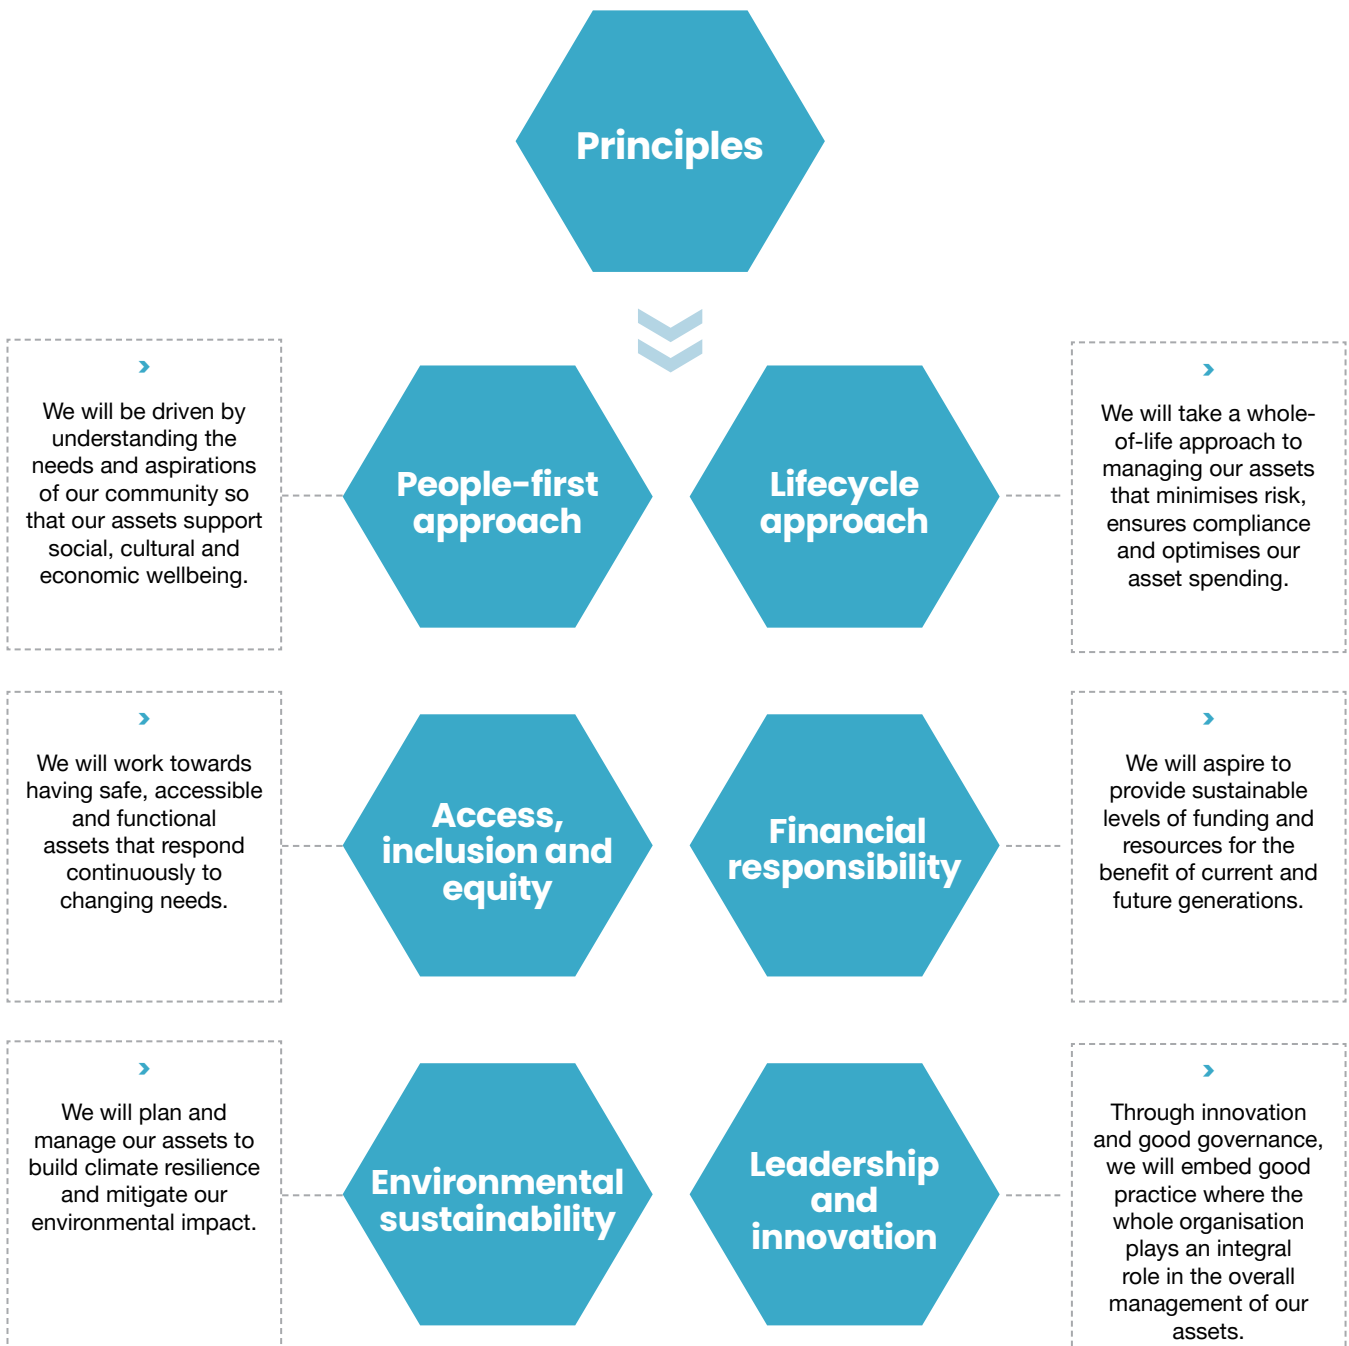 Principles
We will be driven by
understanding the
needs and aspirations
of our community so
that our assets support
social, cultural and
economic wellbeing.
People-first
approach
Lifecycle
approach
We will take a whole-
of-life approach to
managing our assets
that minimises risk,
ensures compliance
and optimises our
asset spending.
We will work towards
having safe, accessible
and functional
assets that respond
continuously to
changing needs.
Access,
inclusion and
equity
Financial
responsibility
We will aspire to
provide sustainable
levels of funding and
resources for the
benefit of current and
future generations.
We will plan and
manage our assets to
build climate resilience
and mitigate our
environmental impact.
Environmental
sustainability
Leadership
and
innovation
Through innovation
and good governance,
we will embed good
practice where the
whole organisation
plays an integral
role in the overall
management of our
assets.